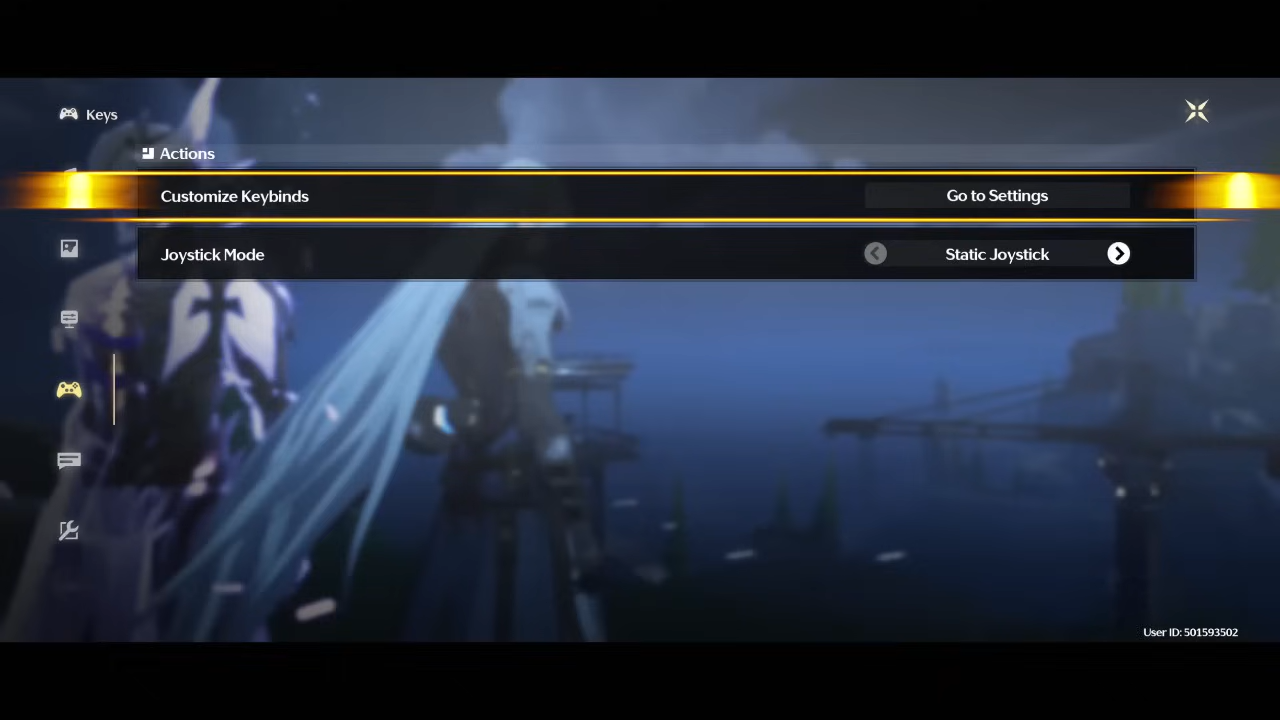 Keys
Actions
Customize Keybinds
Go to Settings
Joystick Mode
Static Joystick
User ID: 501593502